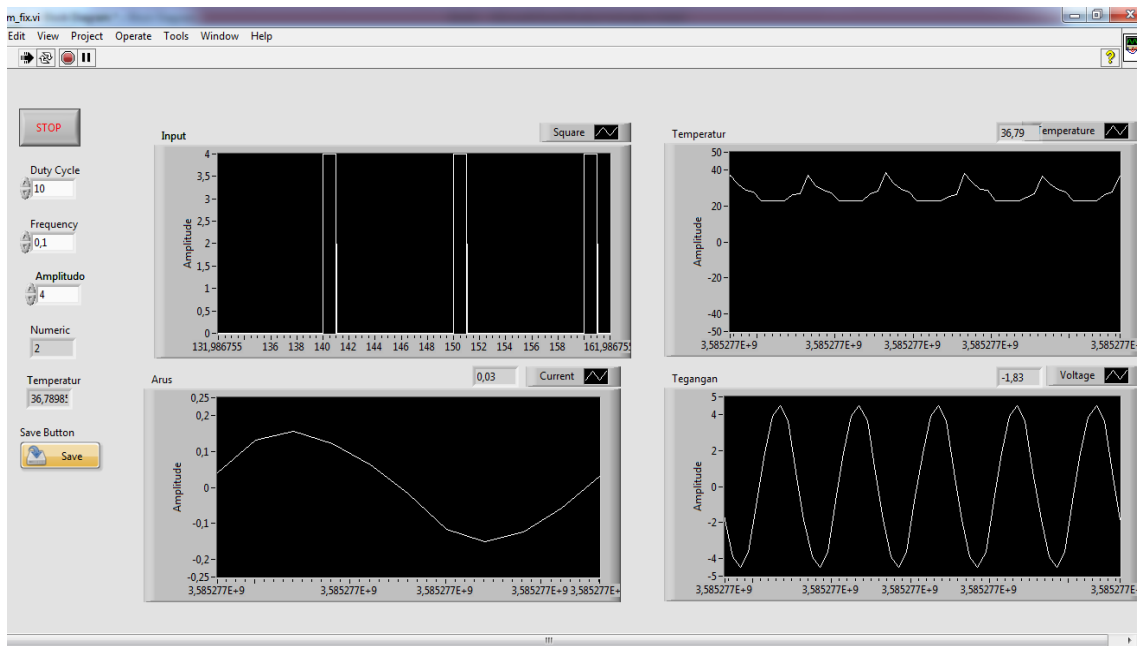 m_fix.vi
Edit View Project Operate Tools Window Help
STOP
Duty Cycle
10
Frequency
0,1
Amplitudo
4
Numeric
2
Temperatur
36,7898
Save Button
Save
Input
Square
Amplitude
4
3,5
3
2,5
2
1,5
1
0,5
0
131,986755 136 138 140 142 144 146 148 150 152 154 156 158 161,986755
Temperatur
36,79
Temperature
Amplitude
50
40
20
0
-20
-40
-50
3,585277E+9 3,585277E+9 3,585277E+9 3,585277E+9 3,585277E+
Arus
0,03
Current
Amplitude
0,25
0,2
0,1
0
-0,1
-0,2
-0,25
3,585277E+9 3,585277E+9 3,585277E+9 3,585277E+9 3,585277E+
Tegangan
-1,83
Voltage
Amplitude
5
4
2
0
-2
-4
-5
3,585277E+9 3,585277E+9 3,585277E+9 3,585277E+9 3,585277E+